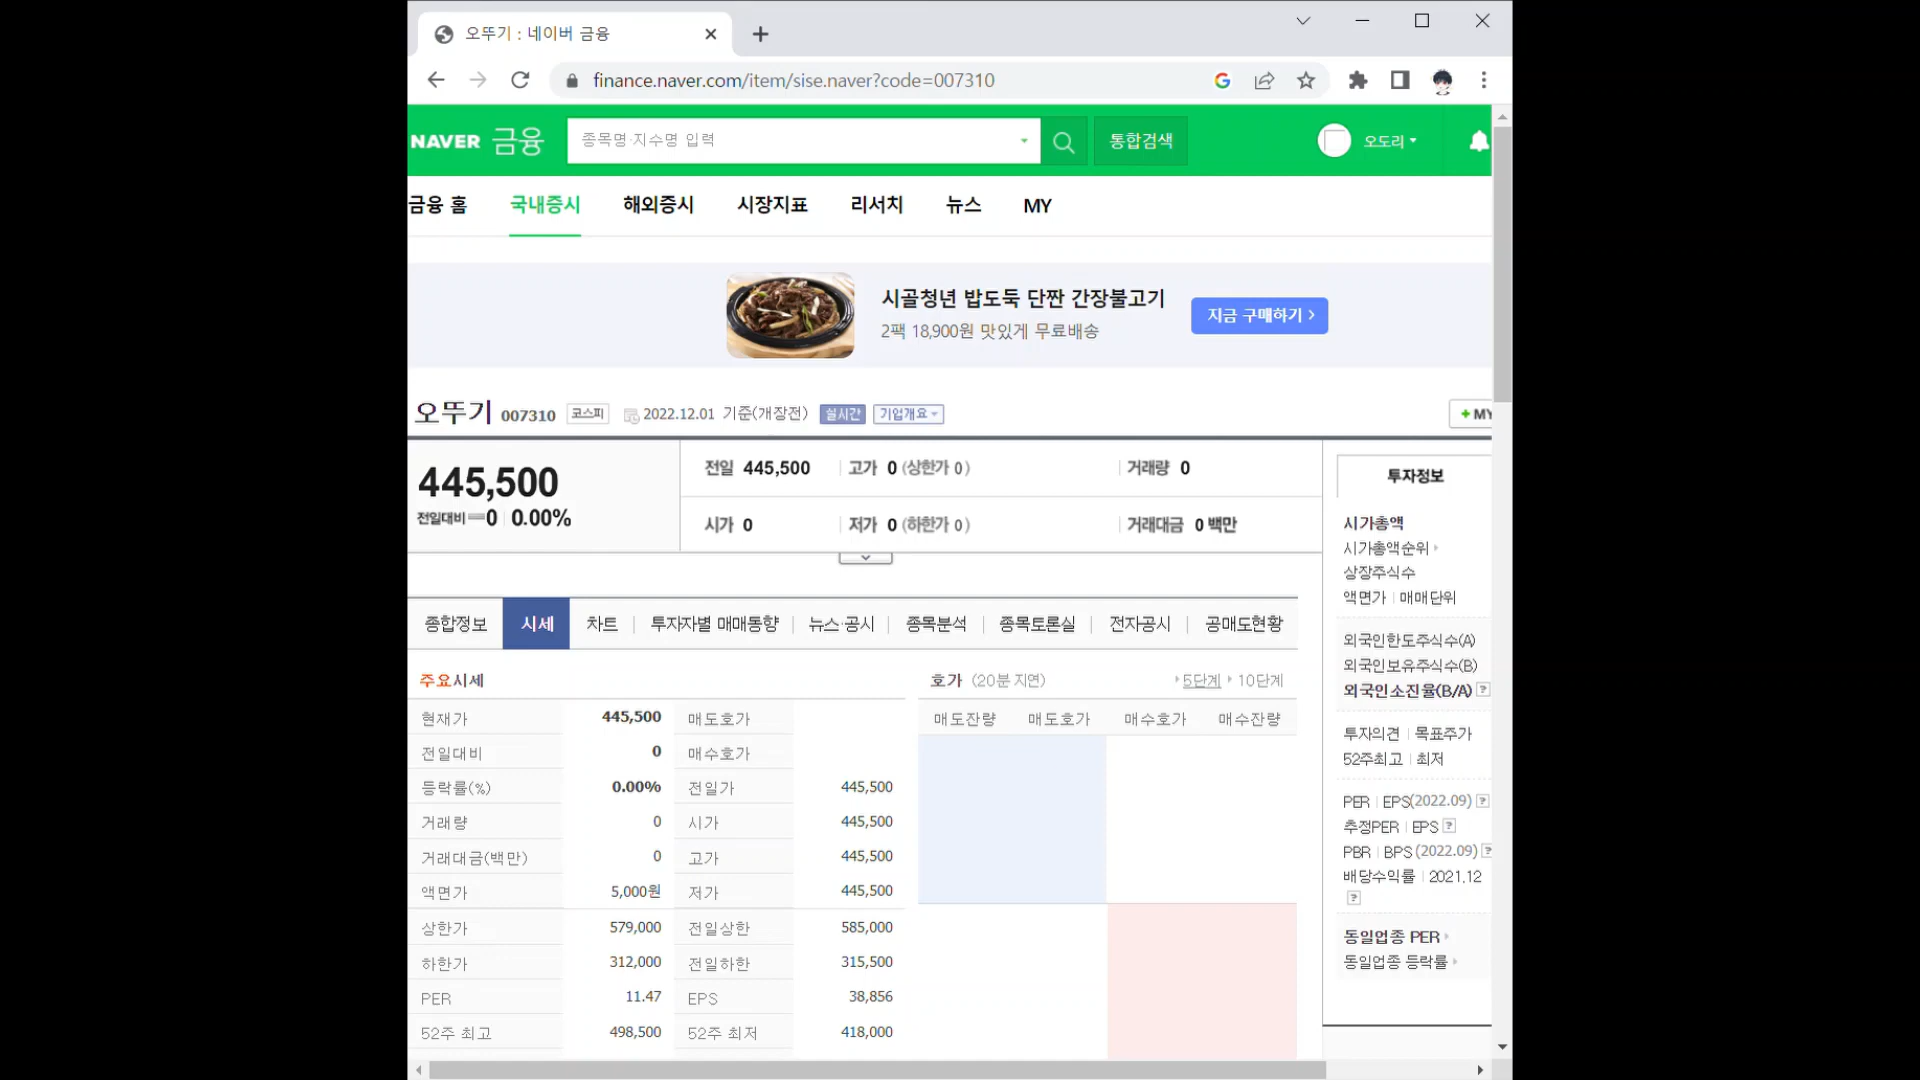 오뚜기 : 네이버 금융
finance.naver.com/item/sise.naver?code=007310
NAVER 금융 종목명·지수명 입력 통합검색 오도리
금융 홈 국내증시 해외증시 시장지표 리서치 뉴스 MY
시골청년 밥도둑 단짠 간장불고기
2팩 18,900원 맛있게 무료배송
지금 구매하기 >
오뚜기 007310 코스피 2022.12.01 기준(개장전) 실시간 기업개요 + MY
445,500
전일대비 0 0.00%
전일 445,500 고가 0 (상한가 0) 거래량 0
시가 0 저가 0 (하한가 0) 거래대금 0 백만
종합정보 시세 차트 투자자별 매매동향 뉴스·공시 종목분석 종목토론실 전자공시 공매도현황
주요시세
현재가 445,500 매도호가
전일대비 0 매수호가
등락률(%) 0.00% 전일가 445,500
거래량 0 시가 445,500
거래대금(백만) 0 고가 445,500
액면가 5,000원 저가 445,500
상한가 579,000 전일상한 585,000
하한가 312,000 전일하한 315,500
PER 11.47 EPS 38,856
52주 최고 498,500 52주 최저 418,000
호가 (20분 지연) 5단계 10단계
매도잔량 매도호가 매수호가 매수잔량
투자정보
시가총액
시가총액순위
상장주식수
액면가 매매단위
외국인한도주식수(A)
외국인보유주식수(B)
외국인소진율(B/A) ?
투자의견 목표주가
52주최고 최저
PER EPS(2022.09) ?
추정PER EPS ?
PBR BPS (2022.09) ?
배당수익률 2021.12
?
동일업종 PER
동일업종 등락률